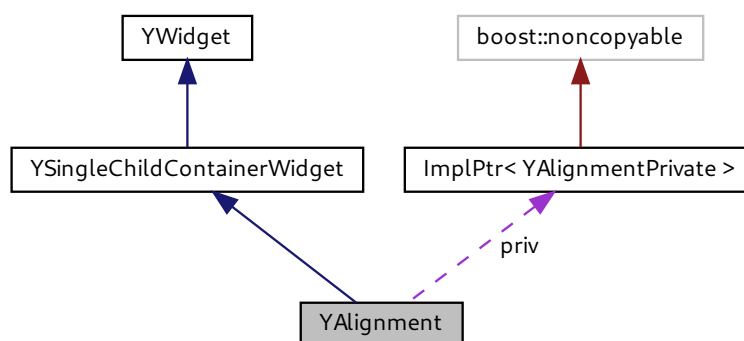 YWidget
boost::noncopyable
YSingleChildContainerWidget
ImplPtr< YAlignmentPrivate >
priv
YAlignment